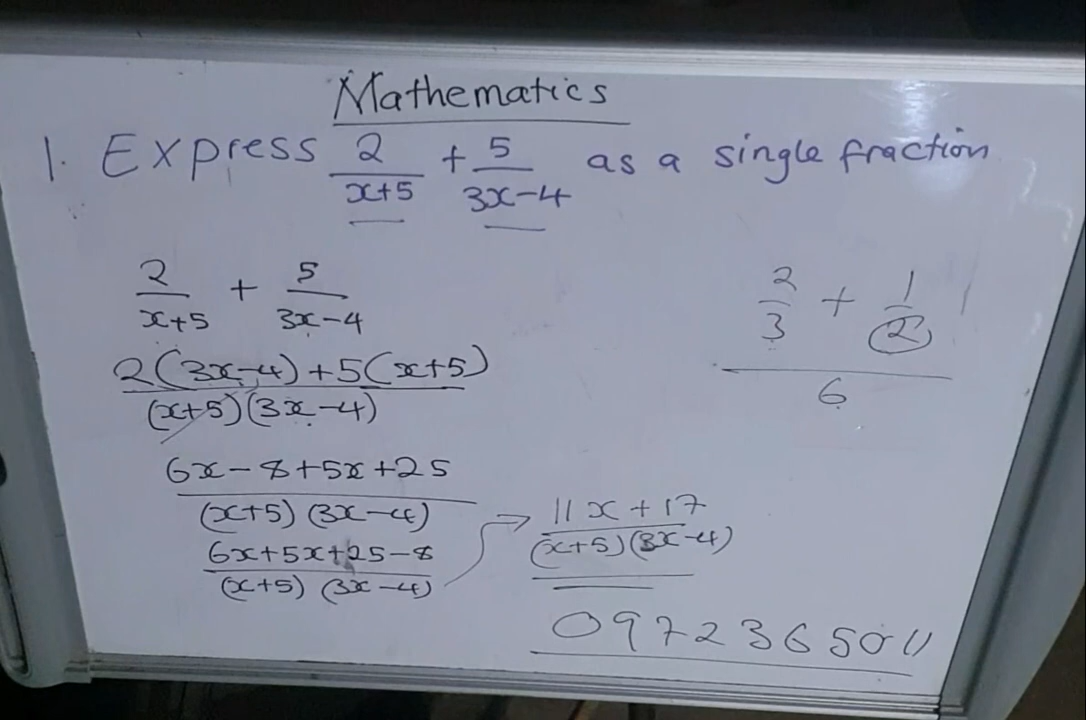 Mathematics
1. Express 2/(x+5) + 5/(3x-4) as a single fraction
2/(x+5) + 5/(3x-4)
(2(3x-4)+5(x+5))/((x+5)(3x-4))
(6x-8+5x+25)/((x+5)(3x-4))
(6x+5x+25-8)/((x+5)(3x-4))
→ (11x+17)/((x+5)(3x-4))
(2/3 + 1/2)/6
0972365011